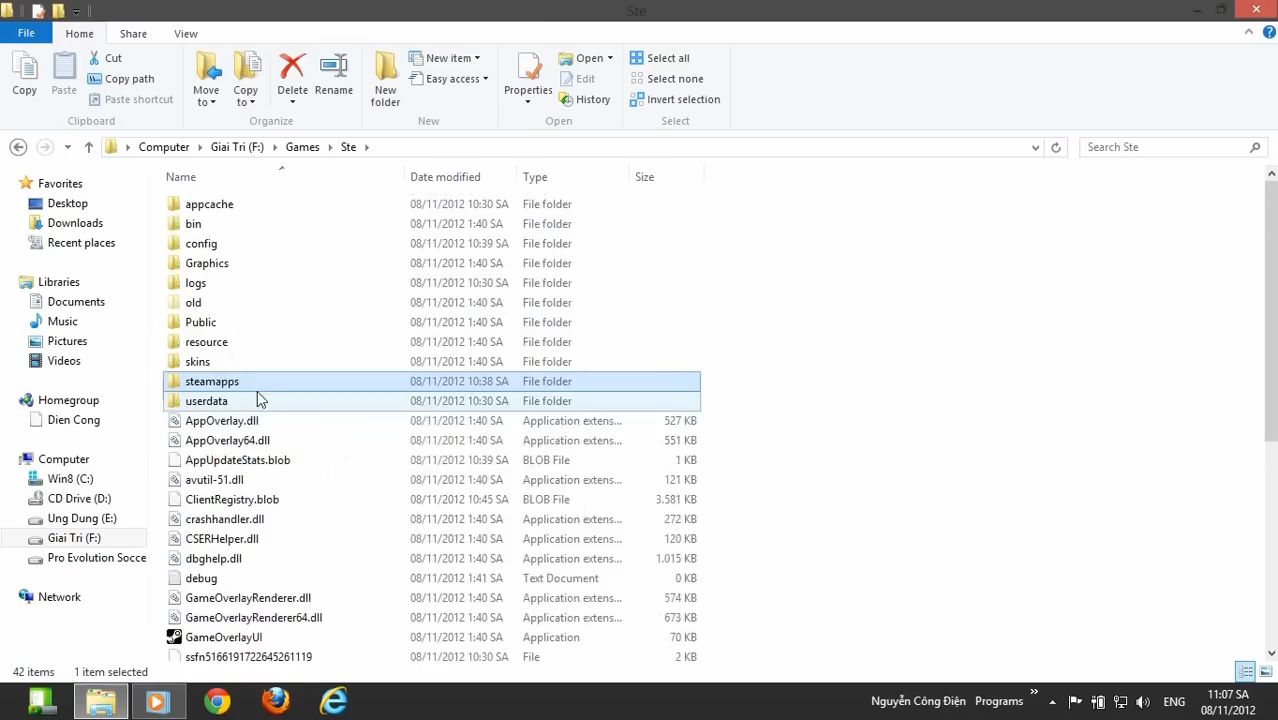 Ste
File Home Share View
Copy
Paste
Cut
Copy path
Paste shortcut
Clipboard
Move to
Copy to
Delete
Rename
Organize
New folder
New item
Easy access
New
Properties
Open
Edit
History
Open
Select all
Select none
Invert selection
Select
Computer Giai Tri (F:) Games Ste
Search Ste
Name Date modified Type Size
Favorites
Desktop
Downloads
Recent places
Libraries
Documents
Music
Pictures
Videos
Homegroup
Dien Cong
Computer
Win8 (C:)
CD Drive (D:)
Ung Dung (E:)
Giai Tri (F:)
Pro Evolution Socce
Network
appcache 08/11/2012 10:30 SA File folder
bin 08/11/2012 1:40 SA File folder
config 08/11/2012 10:39 SA File folder
Graphics 08/11/2012 1:40 SA File folder
logs 08/11/2012 10:30 SA File folder
old 08/11/2012 1:40 SA File folder
Public 08/11/2012 1:40 SA File folder
resource 08/11/2012 1:40 SA File folder
skins 08/11/2012 1:40 SA File folder
steamapps 08/11/2012 10:38 SA File folder
userdata 08/11/2012 10:30 SA File folder
AppOverlay.dll 08/11/2012 1:40 SA Application extens... 527 KB
AppOverlay64.dll 08/11/2012 1:40 SA Application extens... 551 KB
AppUpdateStats.blob 08/11/2012 10:39 SA BLOB File 1 KB
avutil-51.dll 08/11/2012 1:40 SA Application extens... 121 KB
ClientRegistry.blob 08/11/2012 10:45 SA BLOB File 3.581 KB
crashhandler.dll 08/11/2012 1:40 SA Application extens... 272 KB
CSERHelper.dll 08/11/2012 1:40 SA Application extens... 120 KB
dbghelp.dll 08/11/2012 1:40 SA Application extens... 1.015 KB
debug 08/11/2012 1:41 SA Text Document 0 KB
GameOverlayRenderer.dll 08/11/2012 1:40 SA Application extens... 574 KB
GameOverlayRenderer64.dll 08/11/2012 1:40 SA Application extens... 673 KB
GameOverlayUI 08/11/2012 1:40 SA Application 70 KB
ssfn5166191722645261119 08/11/2012 10:30 SA File 2 KB
42 items 1 item selected
Nguyễn Công Điện Programs ENG 11:07 SA
08/11/2012